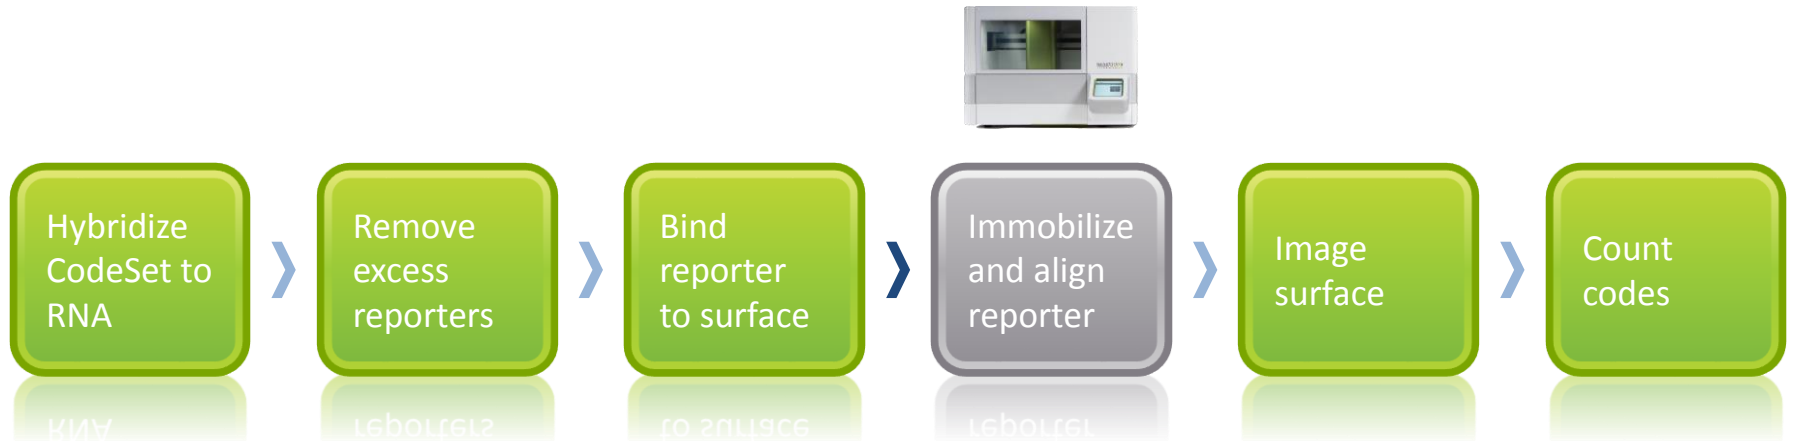 Hybridize
CodeSet to
RNA
Remove
excess
reporters
Bind
reporter
to surface
Immobilize
and align
reporter
Image
surface
Count
codes